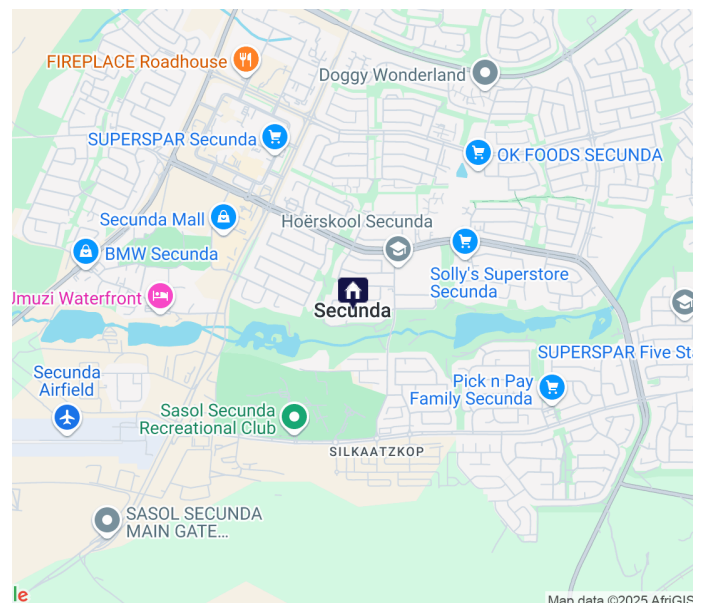 FIREPLACE Roadhouse
Doggy Wonderland
SUPERSPAR Secunda
OK FOODS SECUNDA
Secunda Mall
Hoërskool Secunda
BMW Secunda
Solly's Superstore
Secunda
Umuzi Waterfront
Secunda
SUPERSPAR Five Sta
Secunda
Airfield
Pick n Pay
Family Secunda
Sasol Secunda
Recreational Club
SILKAATZKOP
SASOL SECUNDA
MAIN GATE...
le
Map data ©2025 AfriGIS